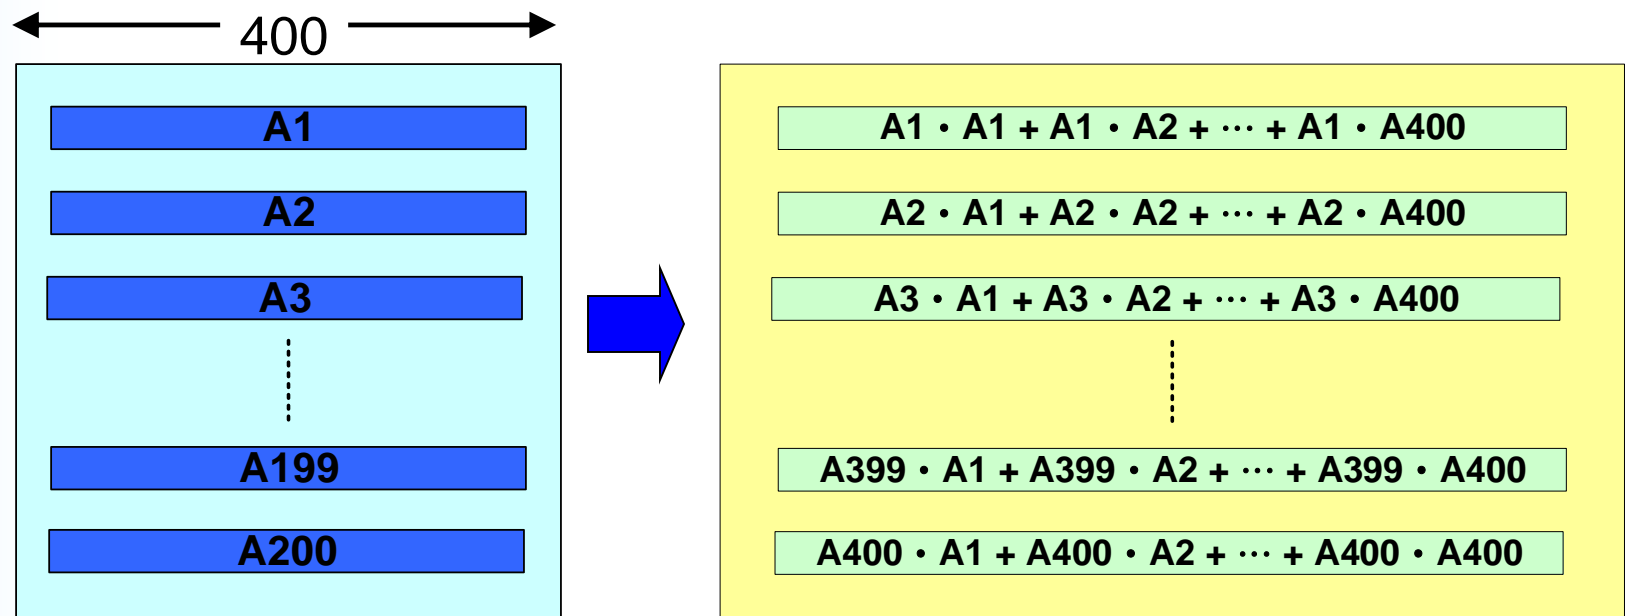 400
A1
A2
A3
A199
A200
A1 · A1 + A1 · A2 + ··· + A1 · A400
A2 · A1 + A2 · A2 + ··· + A2 · A400
A3 · A1 + A3 · A2 + ··· + A3 · A400
A399 · A1 + A399 · A2 + ··· + A399 · A400
A400 · A1 + A400 · A2 + ··· + A400 · A400